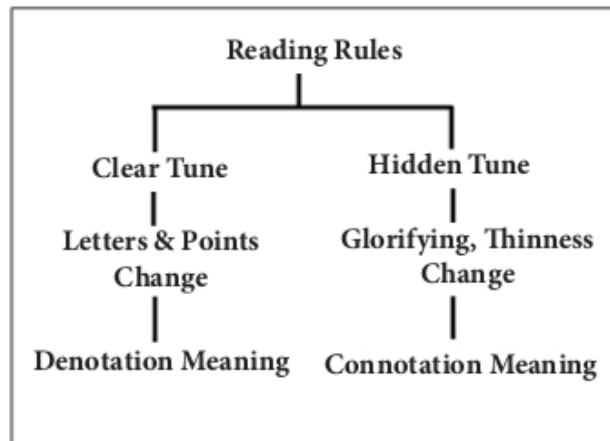 Reading Rules
Clear Tune
Hidden Tune
Letters & Points
Change
Glorifying, Thinness
Change
Denotation Meaning
Connotation Meaning